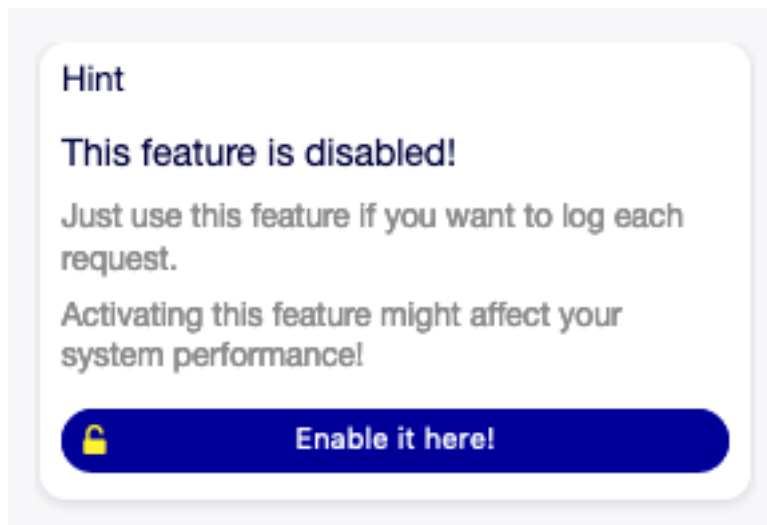 Hint
This feature is disabled!
Just use this feature if you want to log each
request.
Activating this feature might affect your
system performance!
Enable it here!